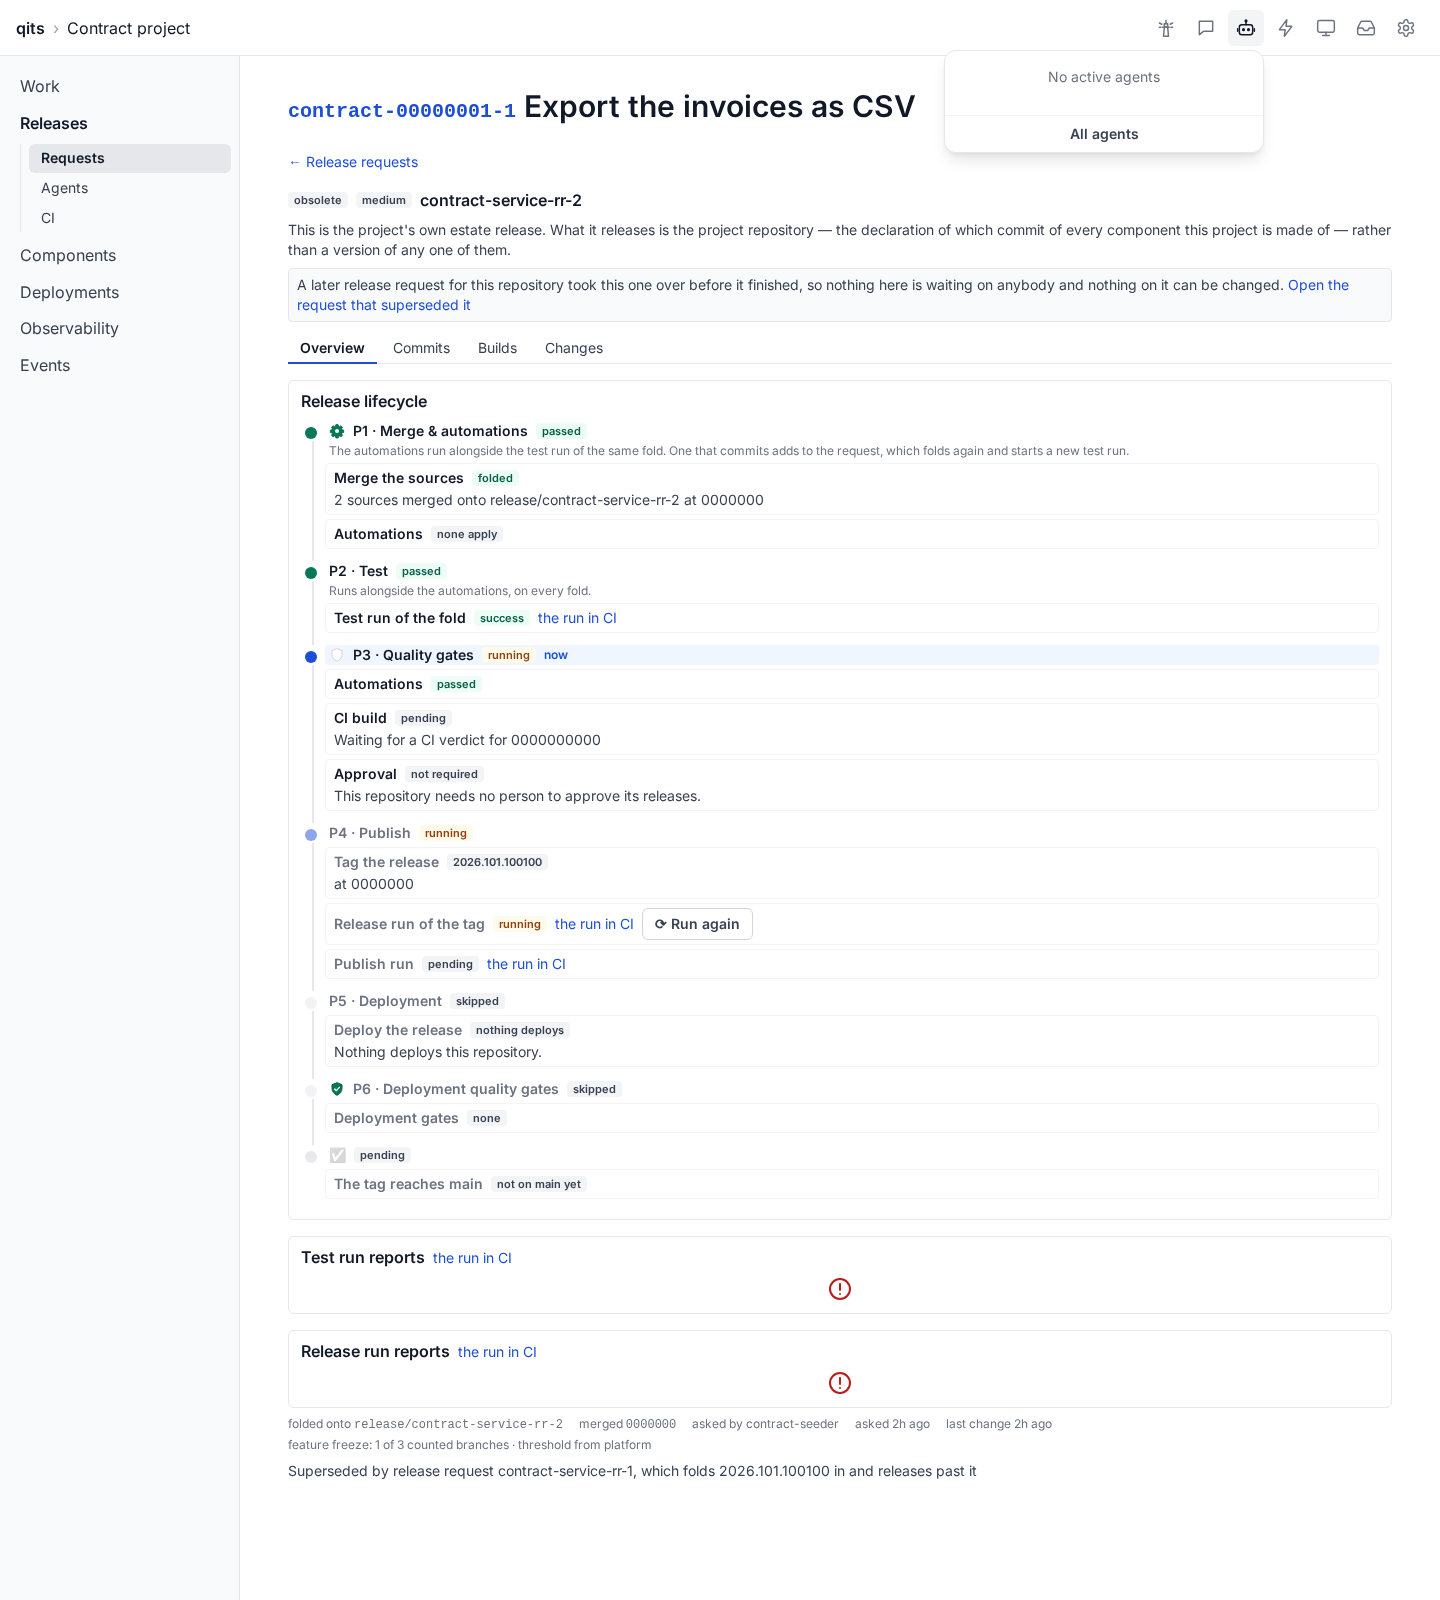 qits › Contract project
No active agents
All agents
Work
Releases
Requests
Agents
CI
Components
Deployments
Observability
Events
contract-00000001-1 Export the invoices as CSV
← Release requests
obsolete medium contract-service-rr-2
This is the project's own estate release. What it releases is the project repository — the declaration of which commit of every component this project is made of — rather
than a version of any one of them.
A later release request for this repository took this one over before it finished, so nothing here is waiting on anybody and nothing on it can be changed. Open the
request that superseded it
Overview Commits Builds Changes
Release lifecycle
P1 · Merge & automations passed
The automations run alongside the test run of the same fold. One that commits adds to the request, which folds again and starts a new test run.
Merge the sources folded
2 sources merged onto release/contract-service-rr-2 at 0000000
Automations none apply
P2 · Test passed
Runs alongside the automations, on every fold.
Test run of the fold success the run in CI
P3 · Quality gates running now
Automations passed
CI build pending
Waiting for a CI verdict for 0000000000
Approval not required
This repository needs no person to approve its releases.
P4 · Publish running
Tag the release 2026.101.100100
at 0000000
Release run of the tag running the run in CI ⟳ Run again
Publish run pending the run in CI
P5 · Deployment skipped
Deploy the release nothing deploys
Nothing deploys this repository.
P6 · Deployment quality gates skipped
Deployment gates none
☑ pending
The tag reaches main not on main yet
Test run reports the run in CI
Release run reports the run in CI
folded onto release/contract-service-rr-2 merged 0000000 asked by contract-seeder asked 2h ago last change 2h ago
feature freeze: 1 of 3 counted branches · threshold from platform
Superseded by release request contract-service-rr-1, which folds 2026.101.100100 in and releases past it